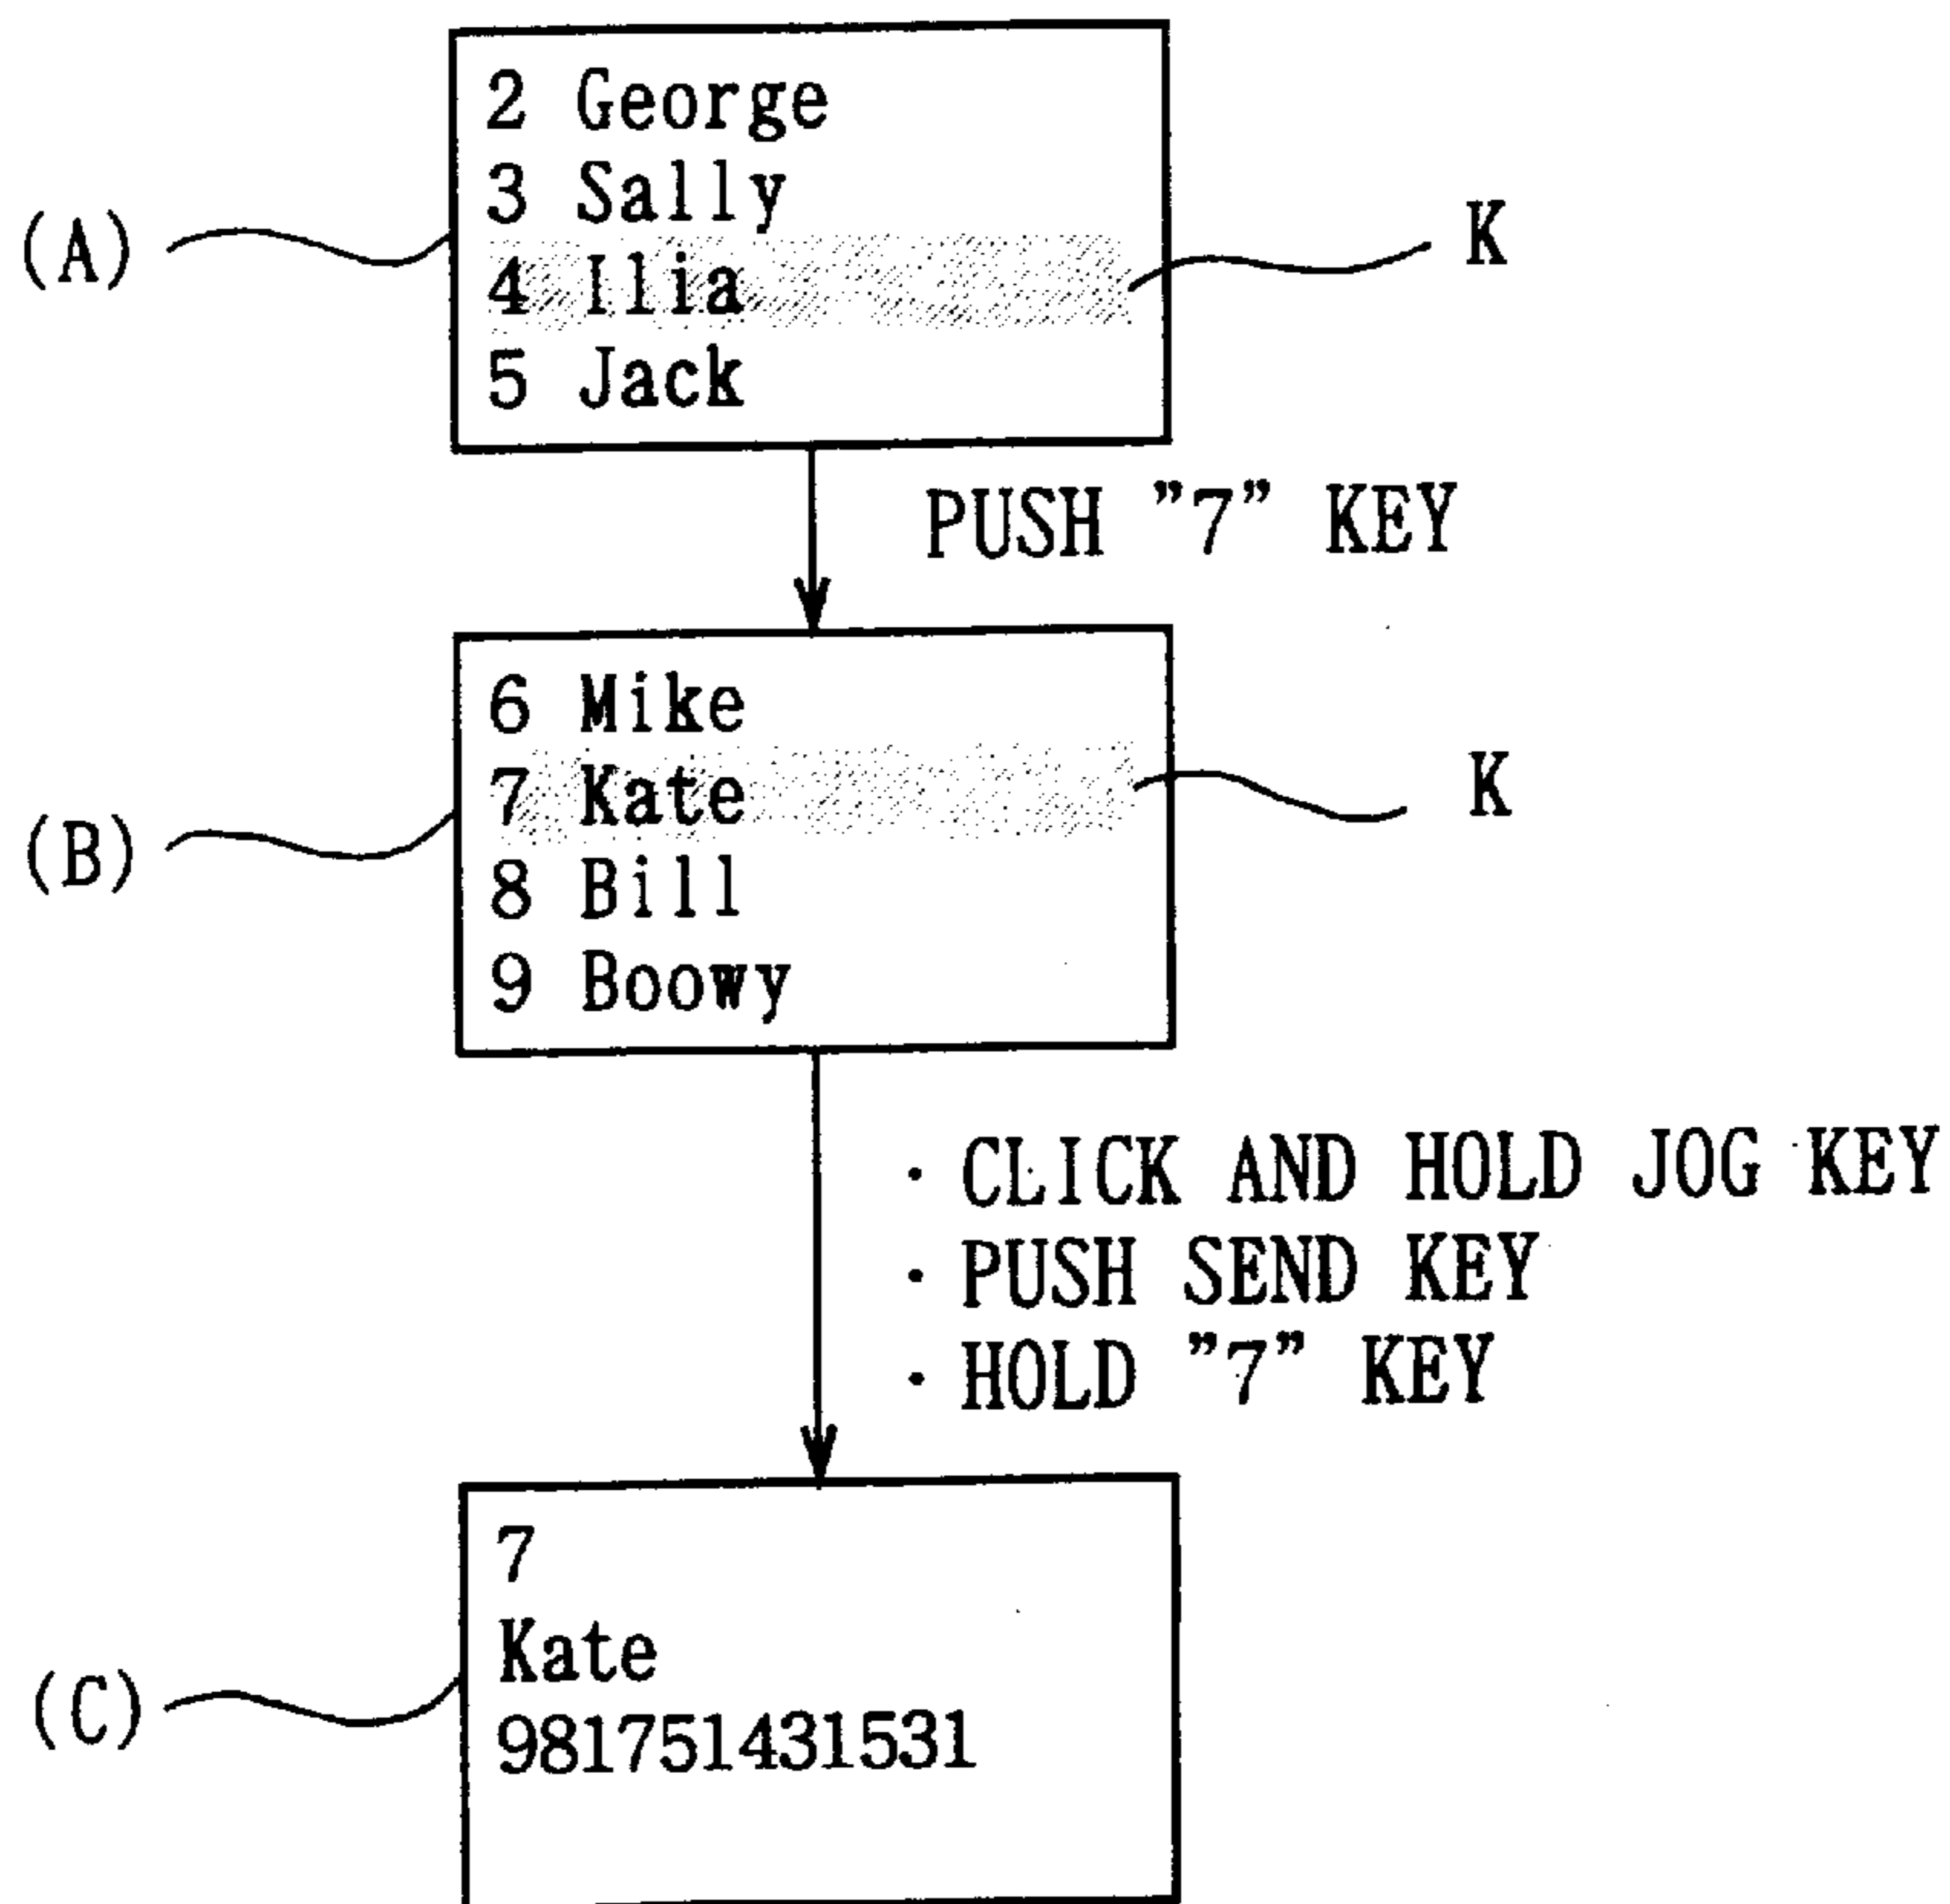 2 George
3 Sally
(A)
K
4 Ilia
5 Jack
PUSH ”7” KEY
6 Mike
7 Kate
K
(B)
8 Bill
9 Boowy
· CLICK AND HOLD JOG KEY
· PUSH SEND KEY
· HOLD ”7” KEY
7
Kate
(C)
981751431531